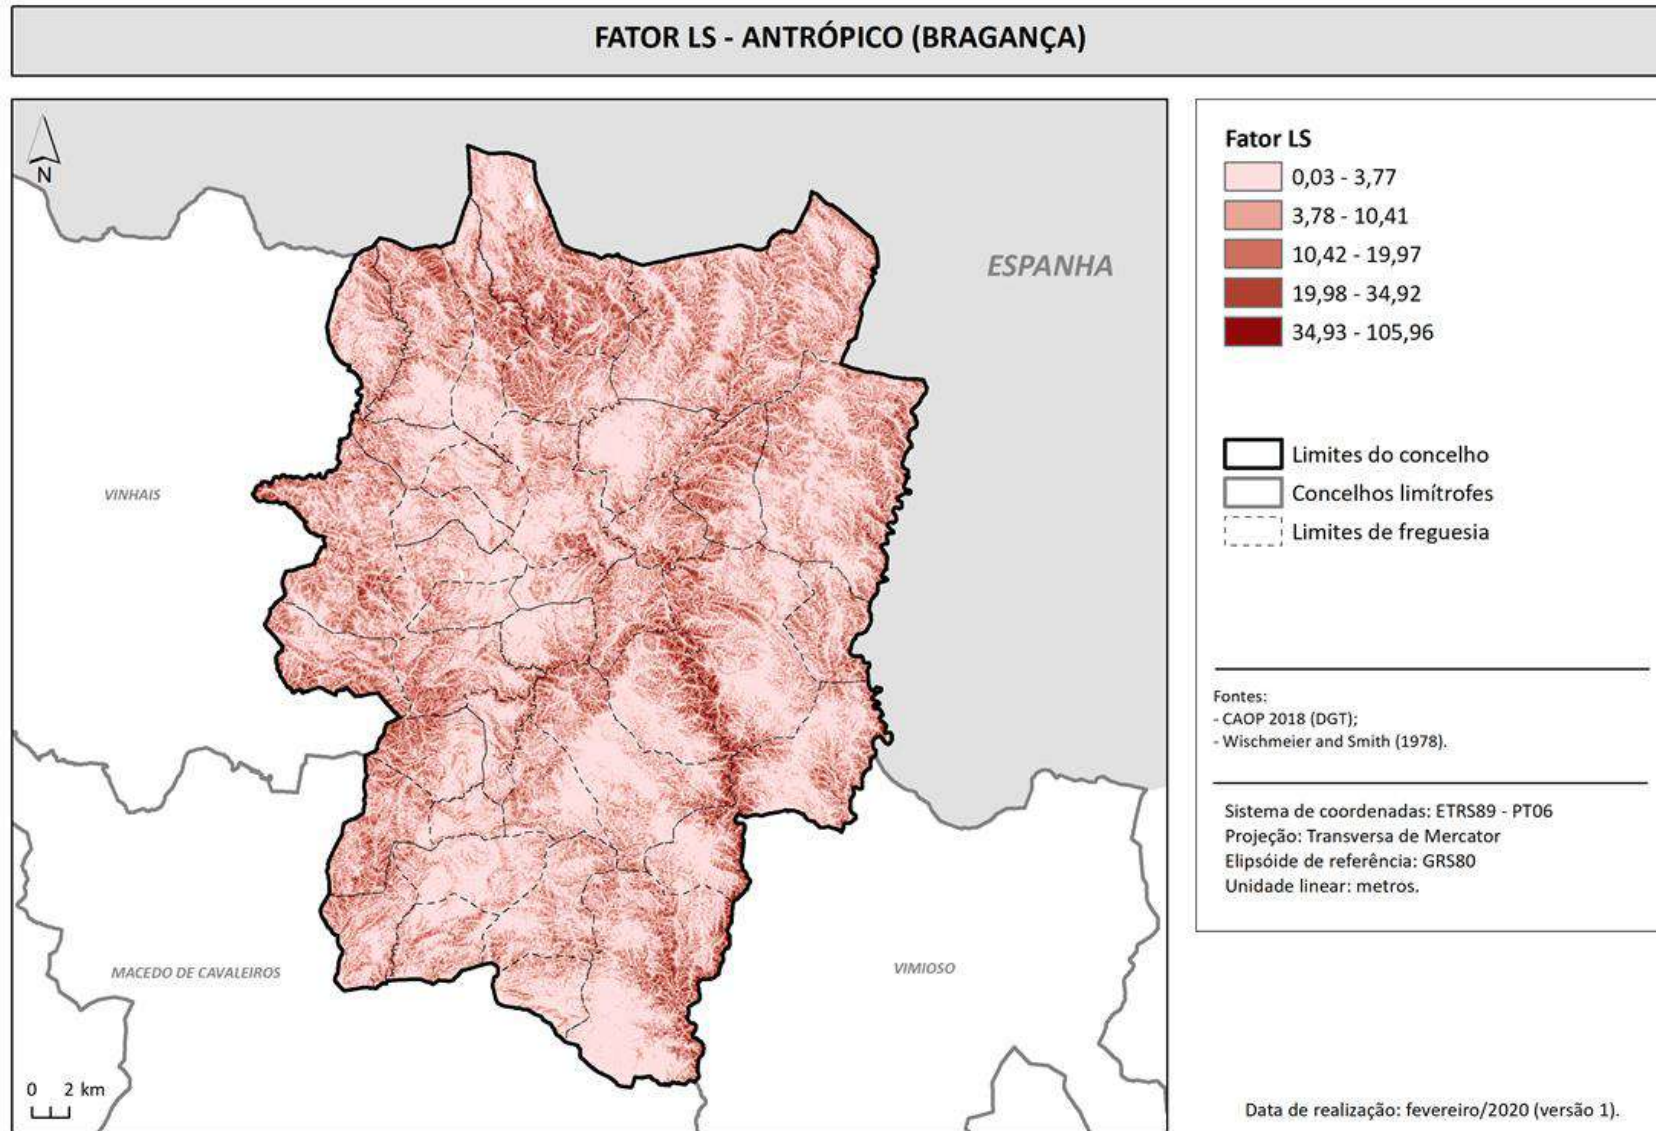 FATOR LS - ANTRÓPICO (BRAGANÇA)
N
ESPANHA
VINHAIS
MACEDO DE CAVALEIROS
VIMIOSO
0 2 km
Fator LS
0,03 - 3,77
3,78 - 10,41
10,42 - 19,97
19,98 - 34,92
34,93 - 105,96
Limites do concelho
Concelhos limítrofes
Limites de freguesia
Fontes:
- CAOP 2018 (DGT);
- Wischmeier and Smith (1978).
Sistema de coordenadas: ETRS89 - PT06
Projeção: Transversa de Mercator
Elipsóide de referência: GRS80
Unidade linear: metros.
Data de realização: fevereiro/2020 (versão 1).